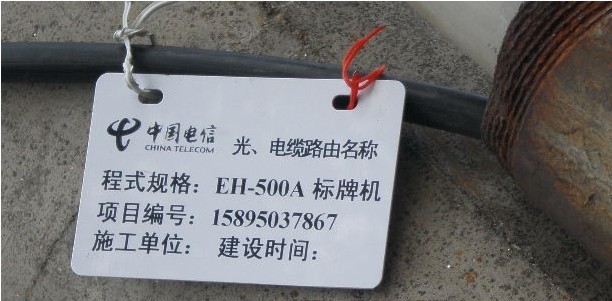 中国电信
CHINA TELECOM
光、电缆路由名称
程式规格：EH-500A 标牌机
项目编号：15895037867
施工单位： 建设时间：